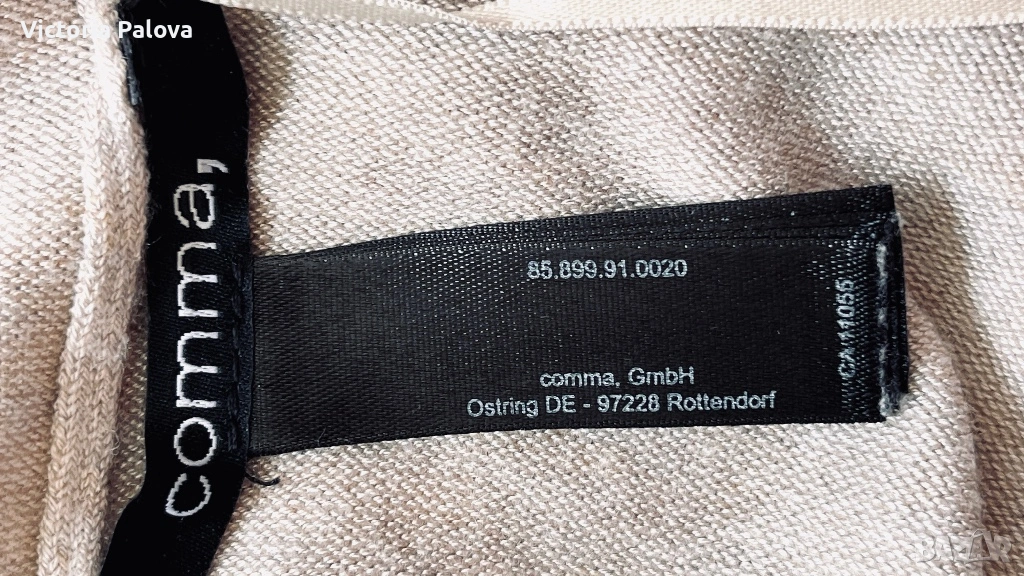 Victoria Palova
comma,
85.899.91.0020
comma, GmbH
Ostring DE - 97228 Rottendorf